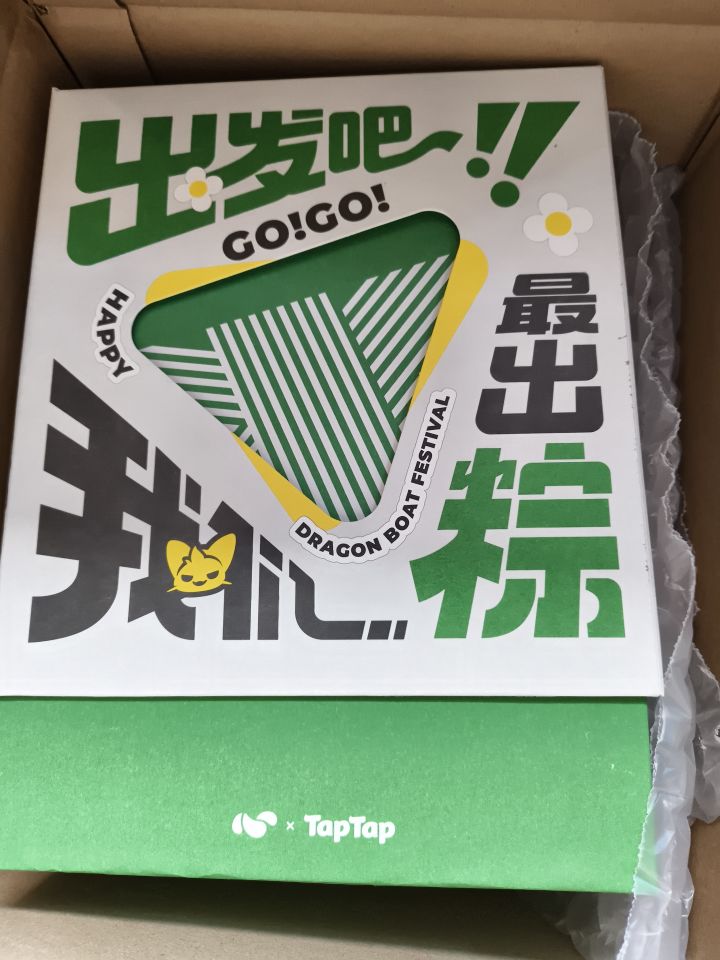 出发吧~!!
GO!GO!
HAPPY
DRAGON BOAT FESTIVAL
我们...
最出粽
× TapTap